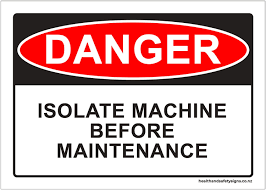 DANGER
ISOLATE MACHINE
BEFORE
MAINTENANCE
healthandsafetysigns.co.nz